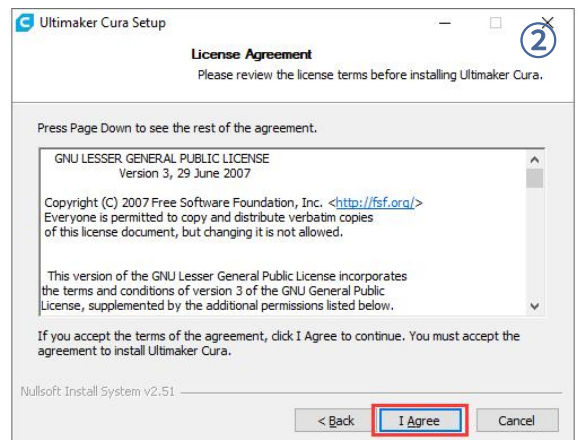 Ultimaker Cura Setup
②
License Agreement
Please review the license terms before installing Ultimaker Cura.
Press Page Down to see the rest of the agreement.
GNU LESSER GENERAL PUBLIC LICENSE
Version 3, 29 June 2007
Copyright (C) 2007 Free Software Foundation, Inc. <http://fsf.org/>
Everyone is permitted to copy and distribute verbatim copies
of this license document, but changing it is not allowed.
This version of the GNU Lesser General Public License incorporates
the terms and conditions of version 3 of the GNU General Public
License, supplemented by the additional permissions listed below.
If you accept the terms of the agreement, click I Agree to continue. You must accept the
agreement to install Ultimaker Cura.
Nullsoft Install System v2.51
< Back I Agree Cancel